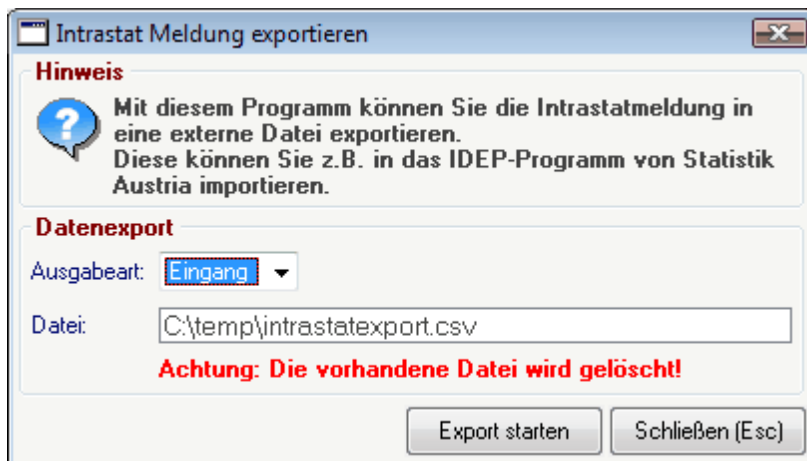 Intrastat Meldung exportieren
Hinweis
Mit diesem Programm können Sie die Intrastatmeldung in
eine externe Datei exportieren.
Diese können Sie z.B. in das IDEP-Programm von Statistik
Austria importieren.
Datenexport
Ausgabeart: Eingang
Datei: C:\temp\intrastatexport.csv
Achtung: Die vorhandene Datei wird gelöscht!
Export starten Schließen (Esc)